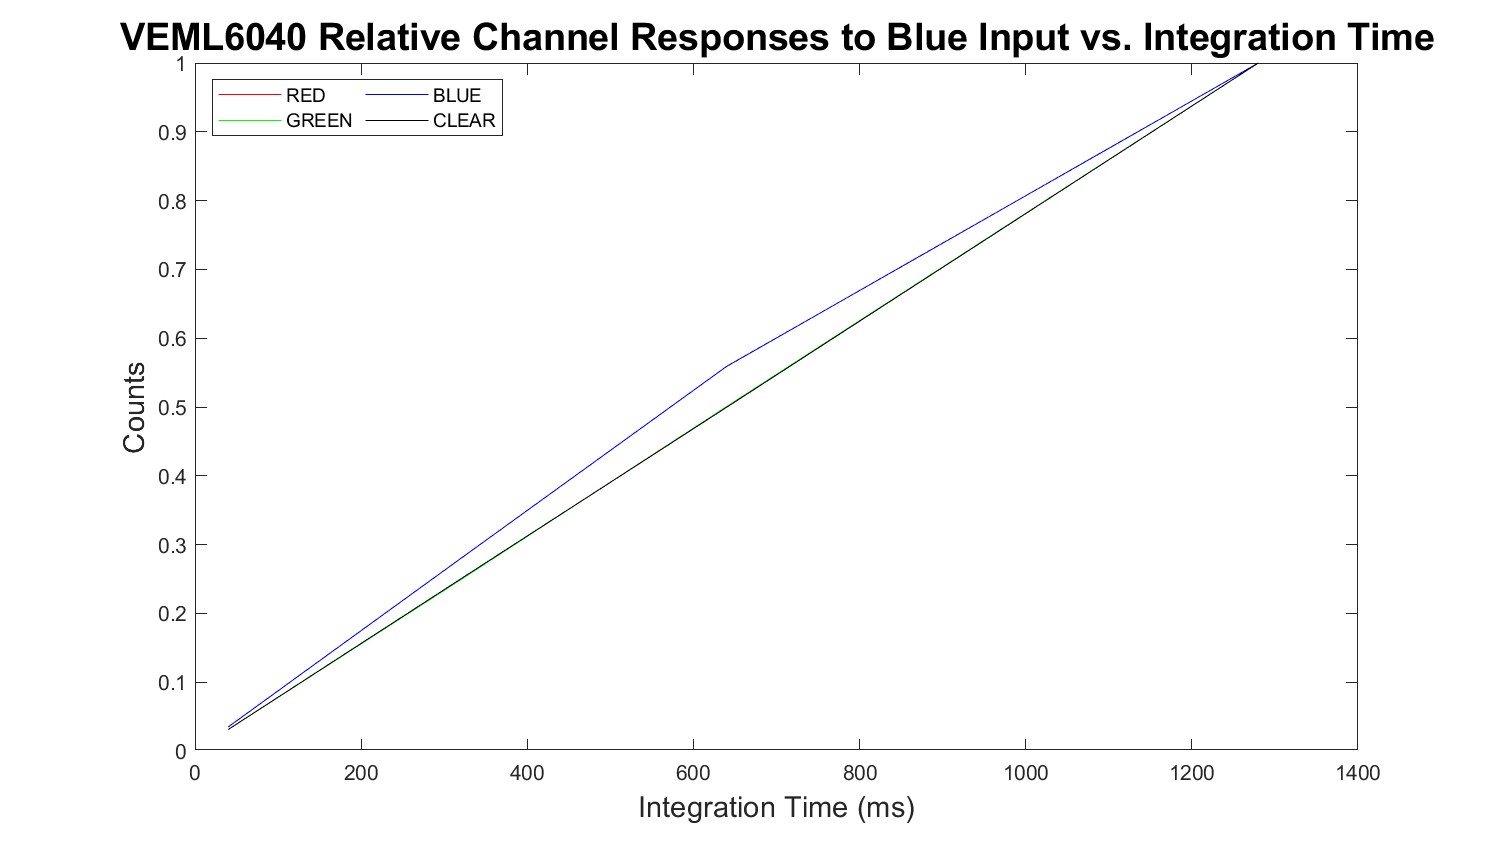 VEML6040 Relative Channel Responses to Blue Input vs. Integration Time
1
RED BLUE
GREEN CLEAR
0.9
0.8
0.7
0.6
0.5
0.4
0.3
0.2
0.1
0
Counts
0 200 400 600 800 1000 1200 1400
Integration Time (ms)